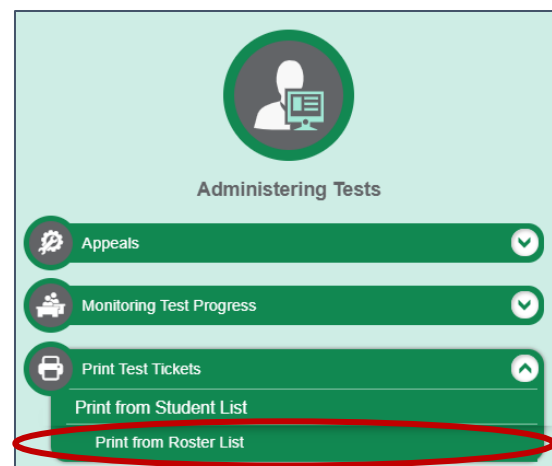 Administering Tests
Appeals
Monitoring Test Progress
Print Test Tickets
Print from Student List
Print from Roster List